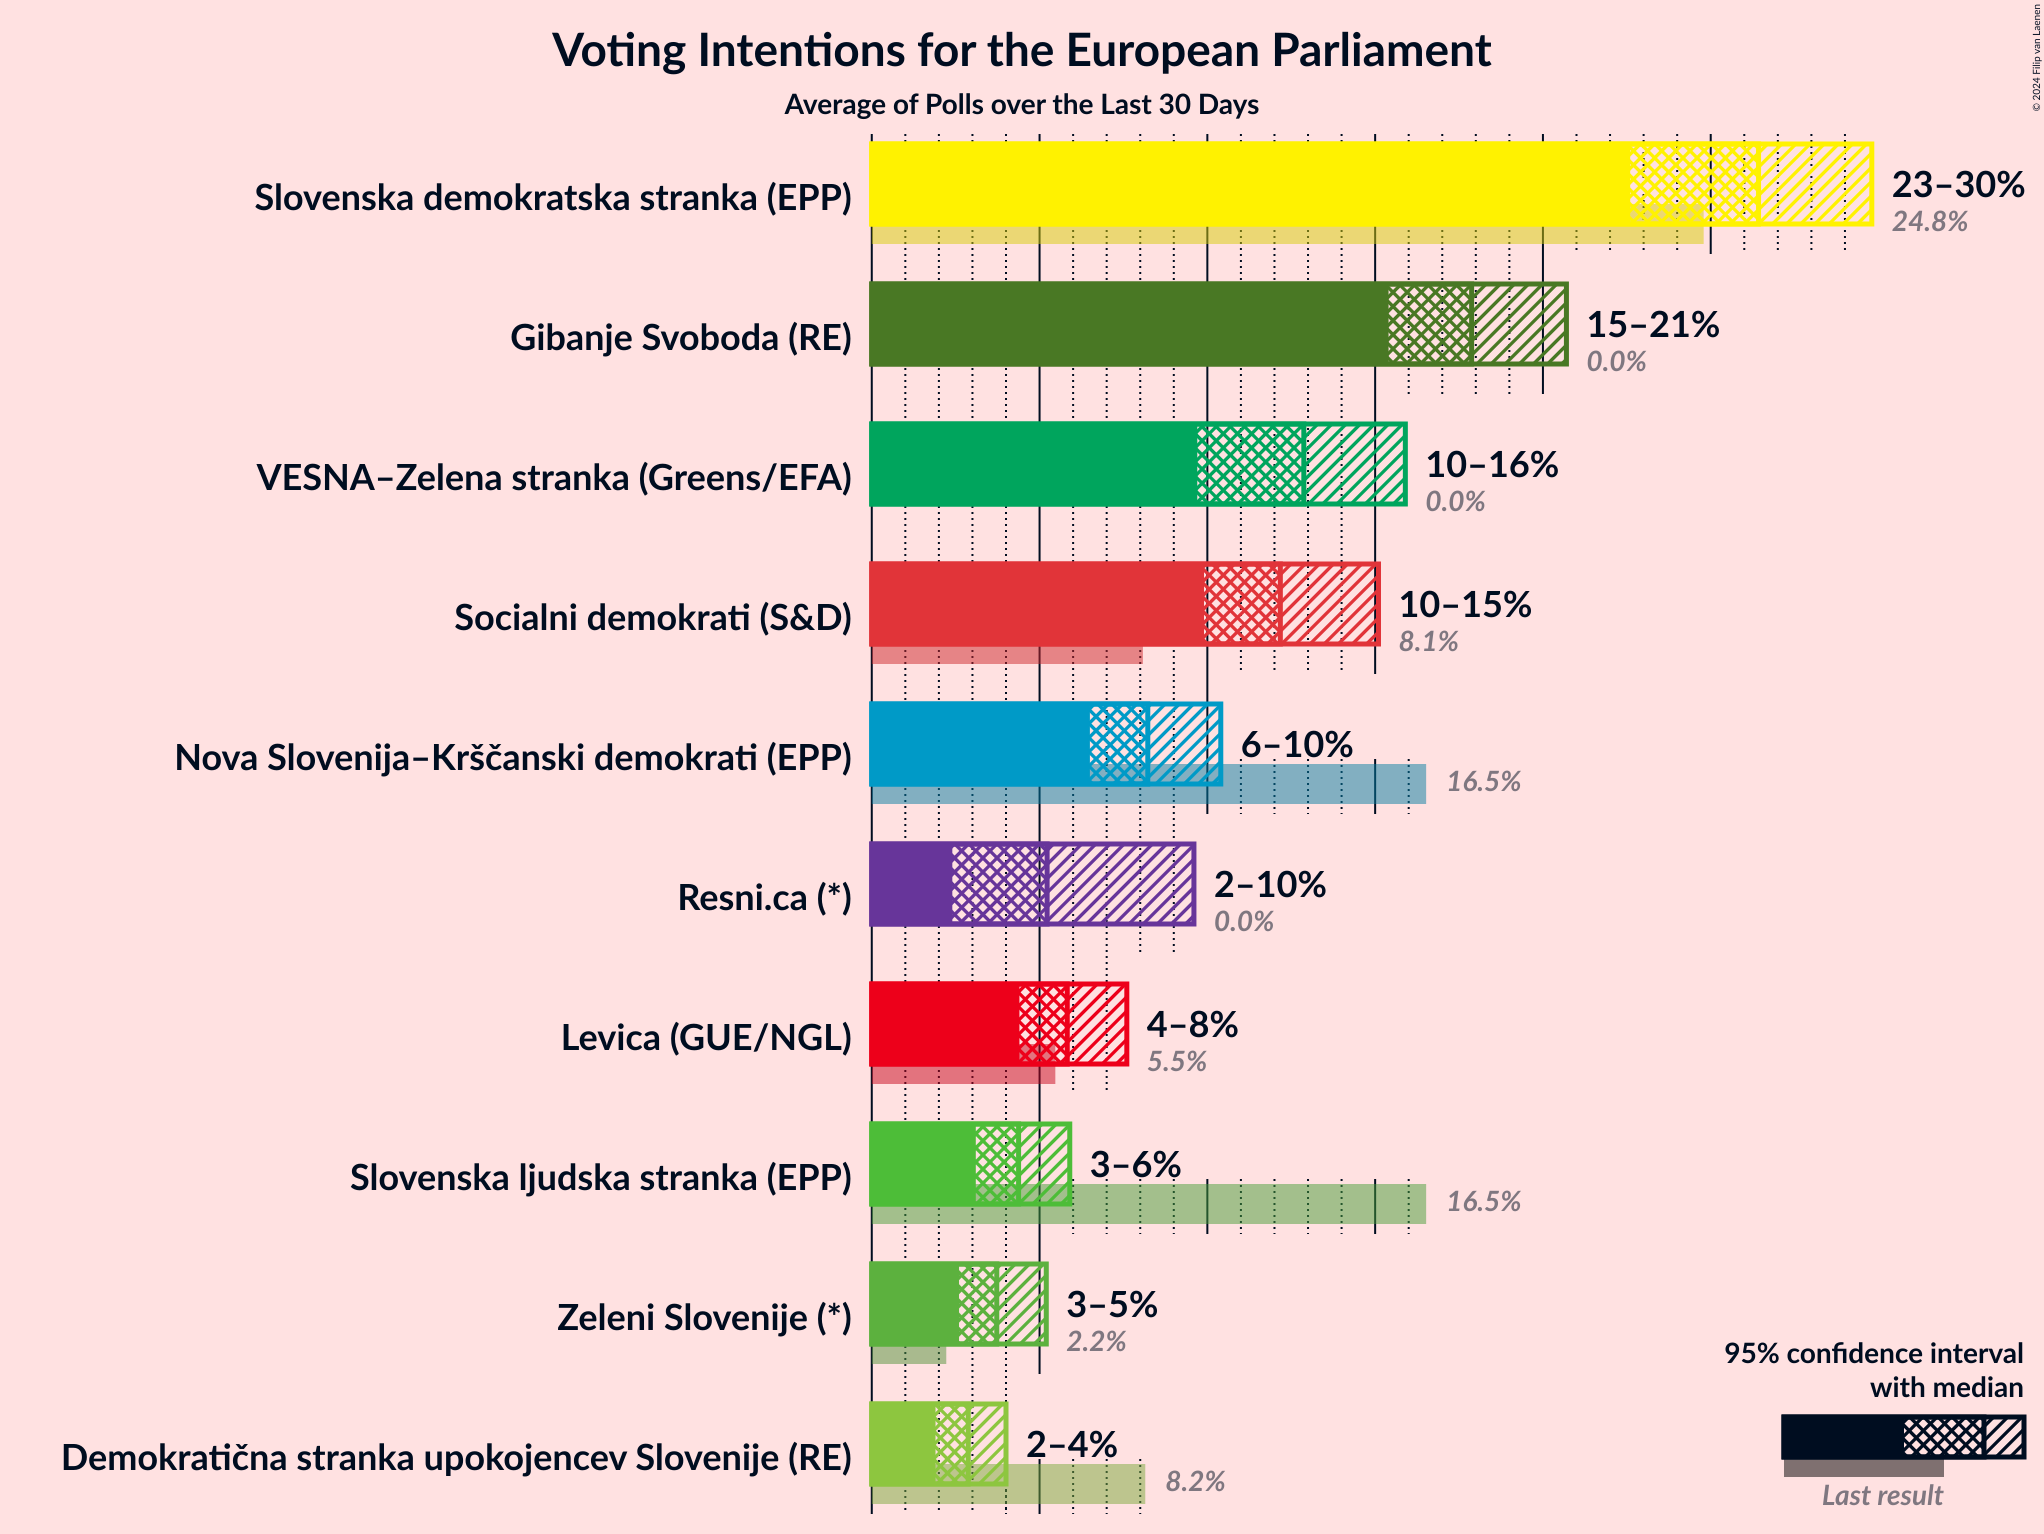 Voting Intentions for the European Parliament
Average of Polls over the Last 30 Days
© 2024 Filip van Laenen
Slovenska demokratska stranka (EPP)
23–30%
24.8%
Gibanje Svoboda (RE)
15–21%
0.0%
VESNA–Zelena stranka (Greens/EFA)
10–16%
0.0%
Socialni demokrati (S&D)
10–15%
8.1%
Nova Slovenija–Krščanski demokrati (EPP)
6–10%
16.5%
Resni.ca (*)
2–10%
0.0%
Levica (GUE/NGL)
4–8%
5.5%
Slovenska ljudska stranka (EPP)
3–6%
16.5%
Zeleni Slovenije (*)
3–5%
2.2%
Demokratična stranka upokojencev Slovenije (RE)
2–4%
8.2%
95% confidence interval
with median
Last result